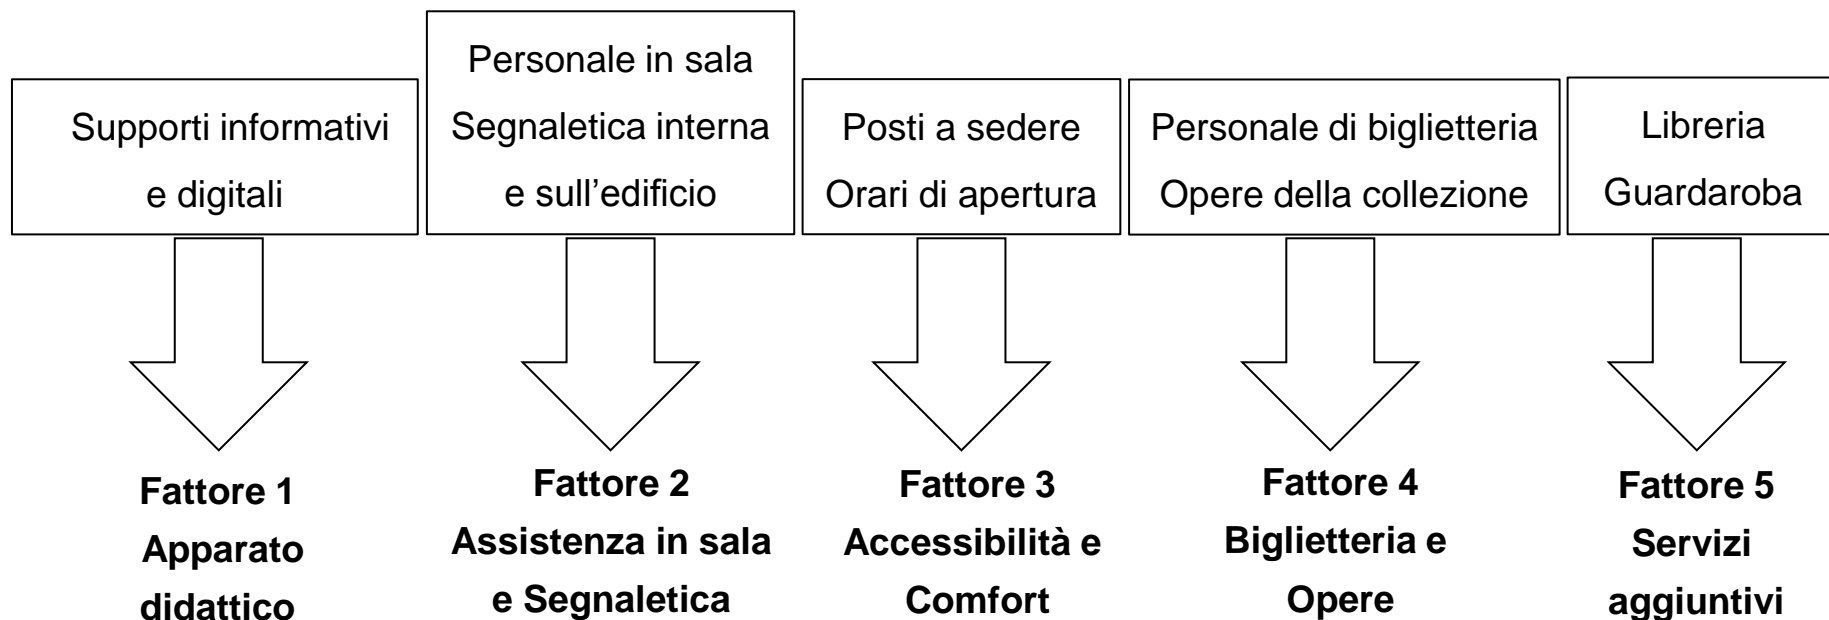 Supporti informativi
e digitali
Personale in sala
Segnaletica interna
e sull’edificio
Posti a sedere
Orari di apertura
Personale di biglietteria
Opere della collezione
Libreria
Guardaroba
Fattore 1
Apparato
didattico
Fattore 2
Assistenza in sala
e Segnaletica
Fattore 3
Accessibilità e
Comfort
Fattore 4
Biglietteria e
Opere
Fattore 5
Servizi
aggiuntivi